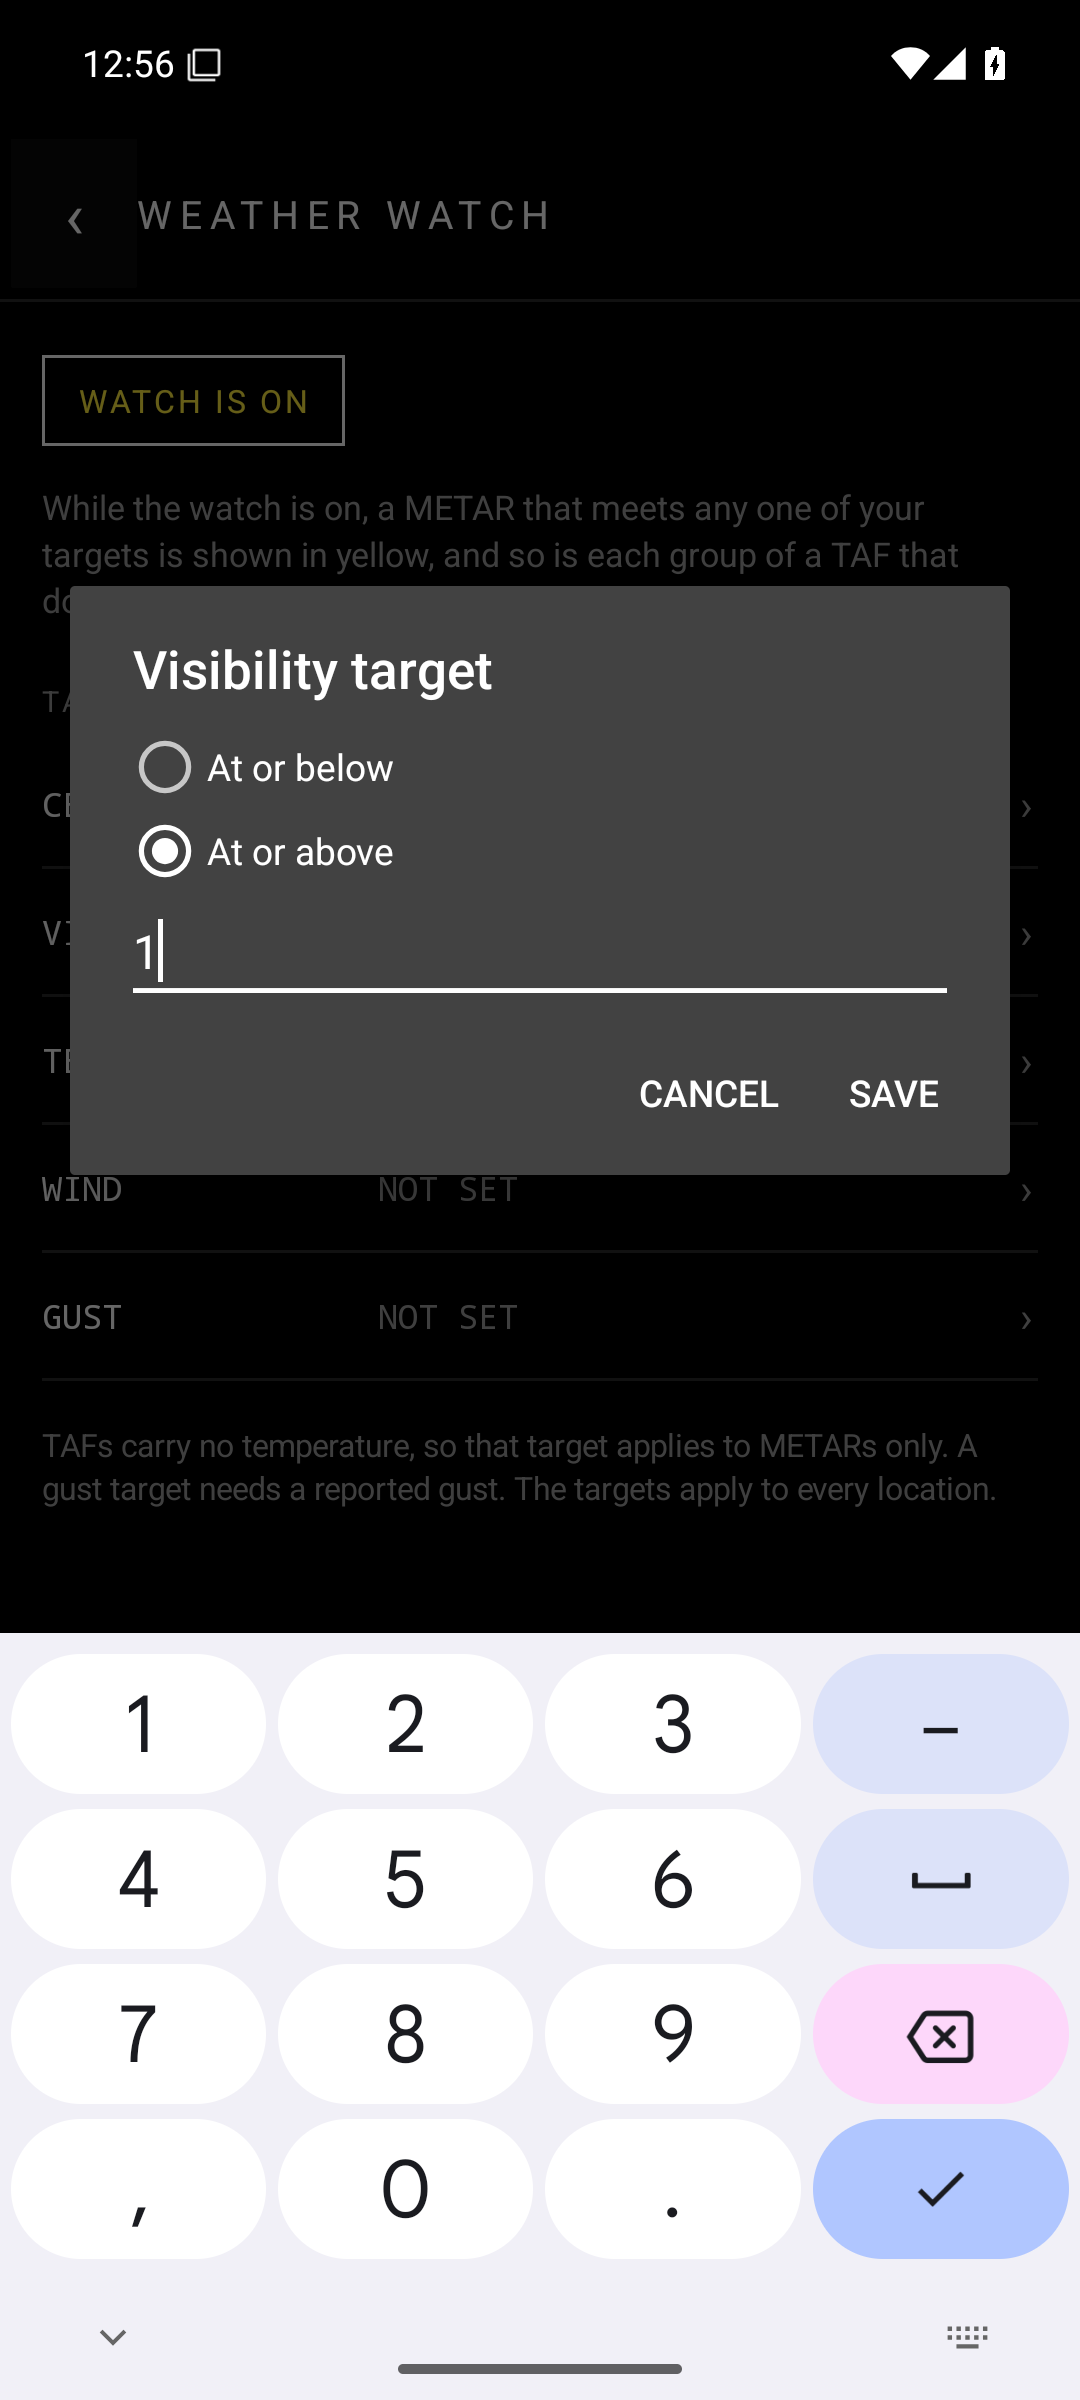 12:56
‹ WEATHER WATCH
WATCH IS ON
While the watch is on, a METAR that meets any one of your
targets is shown in yellow, and so is each group of a TAF that
Visibility target
At or below
At or above
1
CANCEL SAVE
WIND NOT SET ›
GUST NOT SET ›
TAFs carry no temperature, so that target applies to METARs only. A
gust target needs a reported gust. The targets apply to every location.
1 2 3 –
4 5 6
7 8 9
, 0 .